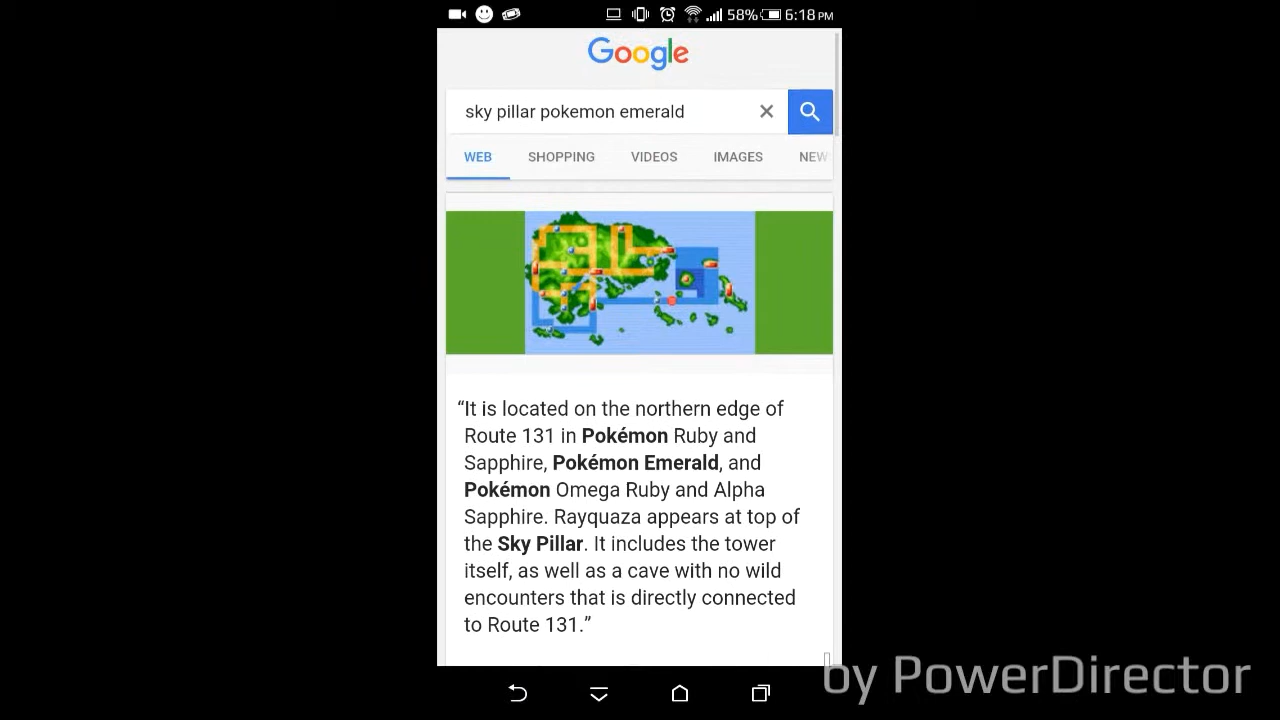 58% 6:18 PM
Google
sky pillar pokemon emerald
WEB SHOPPING VIDEOS IMAGES NEWS
“It is located on the northern edge of
Route 131 in Pokémon Ruby and
Sapphire, Pokémon Emerald, and
Pokémon Omega Ruby and Alpha
Sapphire. Rayquaza appears at top of
the Sky Pillar. It includes the tower
itself, as well as a cave with no wild
encounters that is directly connected
to Route 131.”
by PowerDirector